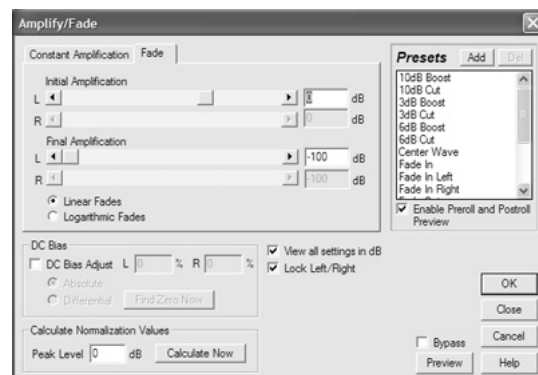 Amplify/Fade
Constant Amplification Fade
Initial Amplification
L 0 dB
R 0 dB
Final Amplification
L -100 dB
R -100 dB
Linear Fades
Logarithmic Fades
Presets Add Del
10dB Boost
10dB Cut
3dB Boost
3dB Cut
6dB Boost
6dB Cut
Center Wave
Fade In
Fade In Left
Fade In Right
Enable Preroll and Postroll
Preview
DC Bias
DC Bias Adjust L 0 % R 0 %
Absolute
Differential Find Zero Now
View all settings in dB
Lock Left/Right
Calculate Normalization Values
Peak Level 0 dB Calculate Now
OK
Close
Bypass Cancel
Preview Help